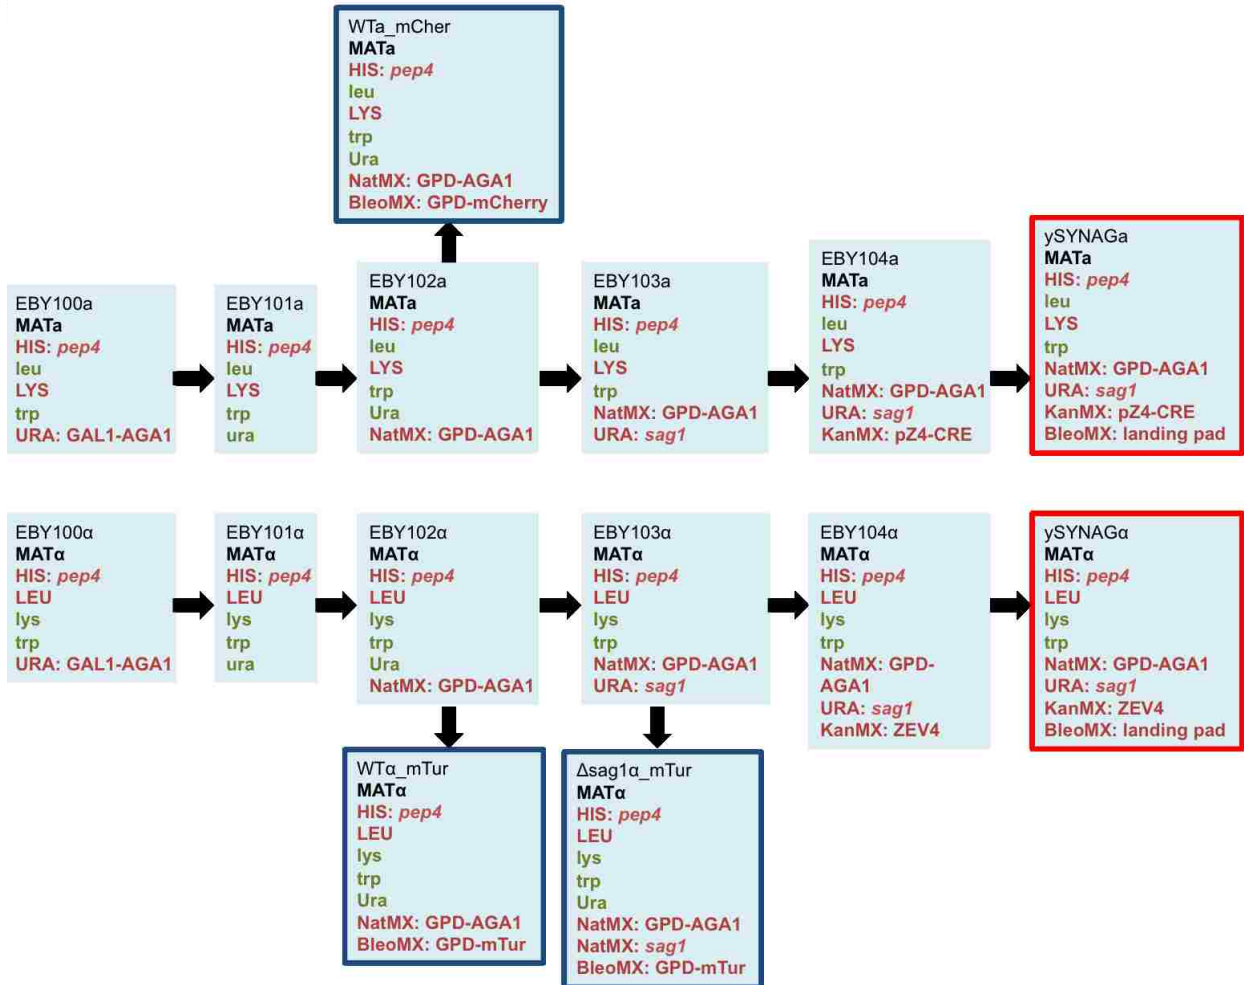 WTa_mCher
MATa
HIS: pep4
leu
LYS
trp
Ura
NatMX: GPD-AGA1
BleoMX: GPD-mCherry
EBY100a
MATa
HIS: pep4
leu
LYS
trp
URA: GAL1-AGA1
EBY101a
MATa
HIS: pep4
leu
LYS
trp
ura
EBY102a
MATa
HIS: pep4
leu
LYS
trp
Ura
NatMX: GPD-AGA1
EBY103a
MATa
HIS: pep4
leu
LYS
trp
NatMX: GPD-AGA1
URA: sag1
EBY104a
MATa
HIS: pep4
leu
LYS
trp
NatMX: GPD-AGA1
URA: sag1
KanMX: pZ4-CRE
ySYNAGa
MATa
HIS: pep4
leu
LYS
trp
NatMX: GPD-AGA1
URA: sag1
KanMX: pZ4-CRE
BleoMX: landing pad
EBY100α
MATα
HIS: pep4
LEU
lys
trp
URA: GAL1-AGA1
EBY101α
MATα
HIS: pep4
LEU
lys
trp
ura
EBY102α
MATα
HIS: pep4
LEU
lys
trp
Ura
NatMX: GPD-AGA1
EBY103α
MATα
HIS: pep4
LEU
lys
trp
NatMX: GPD-AGA1
URA: sag1
EBY104α
MATα
HIS: pep4
LEU
lys
trp
NatMX: GPD-
AGA1
URA: sag1
KanMX: ZEV4
ySYNAGα
MATα
HIS: pep4
LEU
lys
trp
NatMX: GPD-AGA1
URA: sag1
KanMX: ZEV4
BleoMX: landing pad
WTα_mTur
MATα
HIS: pep4
LEU
lys
trp
Ura
NatMX: GPD-AGA1
BleoMX: GPD-mTur
Δsag1α_mTur
MATα
HIS: pep4
LEU
lys
trp
Ura
NatMX: GPD-AGA1
NatMX: sag1
BleoMX: GPD-mTur